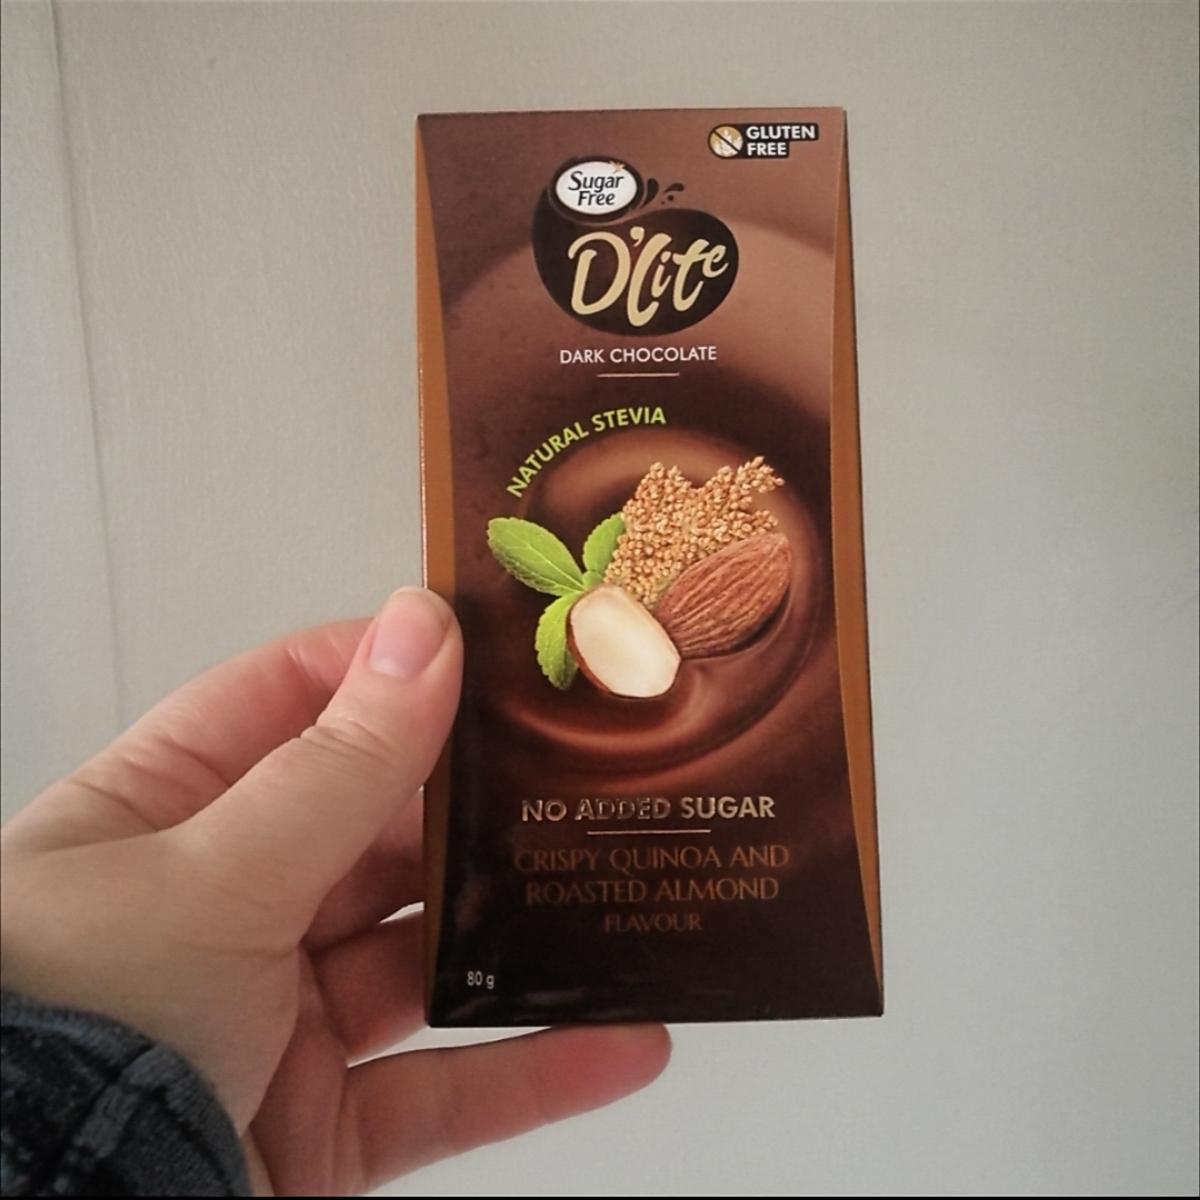 GLUTEN
FREE
Sugar
Free
D'lite
DARK CHOCOLATE
NATURAL STEVIA
NO ADDED SUGAR
CRISPY QUINOA AND
ROASTED ALMOND
FLAVOUR
80 g